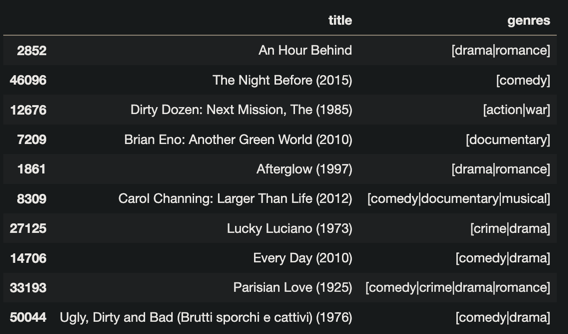 title genres
2852 An Hour Behind [drama|romance]
46096 The Night Before (2015) [comedy]
12676 Dirty Dozen: Next Mission, The (1985) [action|war]
7209 Brian Eno: Another Green World (2010) [documentary]
1861 Afterglow (1997) [drama|romance]
8309 Carol Channing: Larger Than Life (2012) [comedy|documentary|musical]
27125 Lucky Luciano (1973) [crime|drama]
14706 Every Day (2010) [comedy|drama]
33193 Parisian Love (1925) [comedy|crime|drama|romance]
50044 Ugly, Dirty and Bad (Brutti sporchi e cattivi) (1976) [comedy|drama]